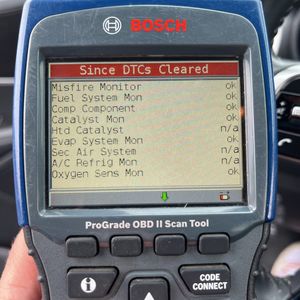 BOSCH
Since DTCs Cleared
Misfire Monitor ok
Fuel System Mon ok
Comp Component ok
Catalyst Mon ok
Htd Catalyst n/a
Evap System Mon ok
Sec Air System n/a
A/C Refrig Mon n/a
Oxygen Sens Mon ok
ProGrade OBD II Scan Tool
i
CODE
CONNECT